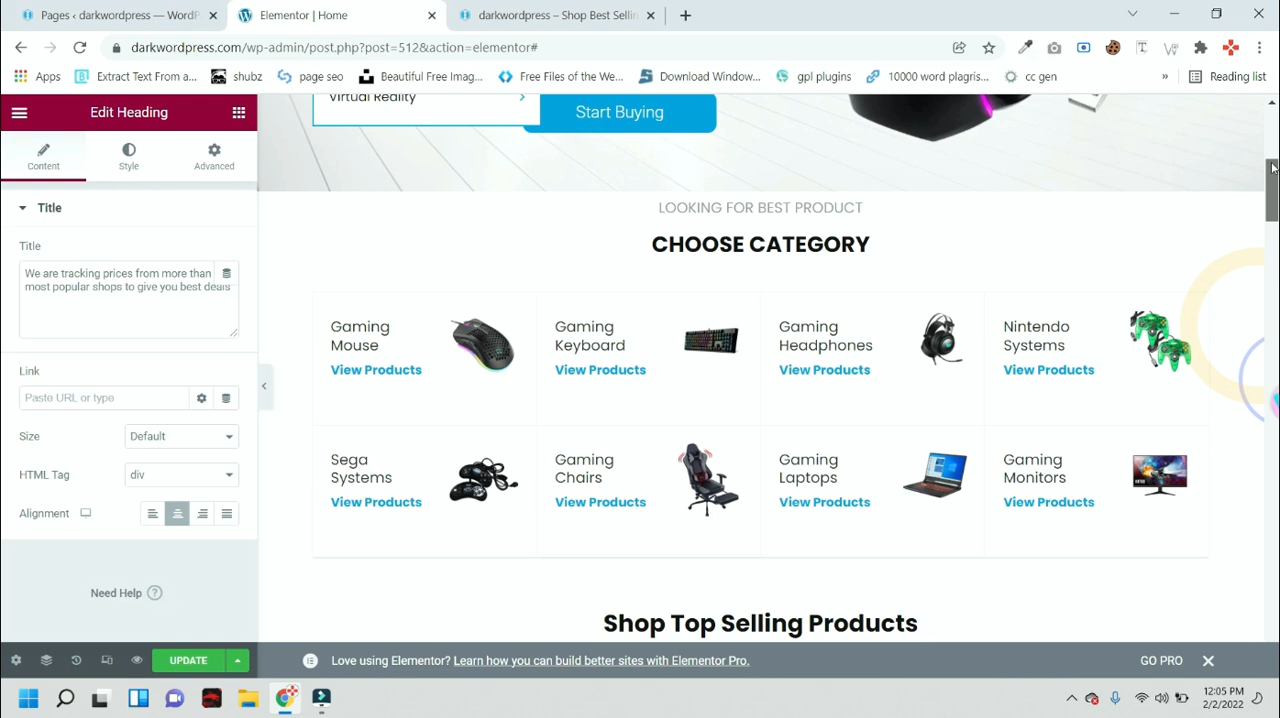 Pages ‹ darkwordpress — WordP
Elementor | Home
darkwordpress – Shop Best Sellin
darkwordpress.com/wp-admin/post.php?post=512&action=elementor#
Apps
Extract Text From a...
shubz
page seo
Beautiful Free Imag...
Free Files of the We...
Download Window...
gpl plugins
10000 word plagris...
cc gen
»
Reading list
Edit Heading
Content
Style
Advanced
Title
Title
We are tracking prices from more than
most popular shops to give you best deals
Link
Paste URL or type
Size
Default
HTML Tag
div
Alignment
Need Help ?
UPDATE
Virtual Reality
Start Buying
LOOKING FOR BEST PRODUCT
CHOOSE CATEGORY
Gaming
Mouse
View Products
Gaming
Keyboard
View Products
Gaming
Headphones
View Products
Nintendo
Systems
View Products
Sega
Systems
View Products
Gaming
Chairs
View Products
Gaming
Laptops
View Products
Gaming
Monitors
View Products
Shop Top Selling Products
Love using Elementor? Learn how you can build better sites with Elementor Pro.
GO PRO
12:05 PM
2/2/2022